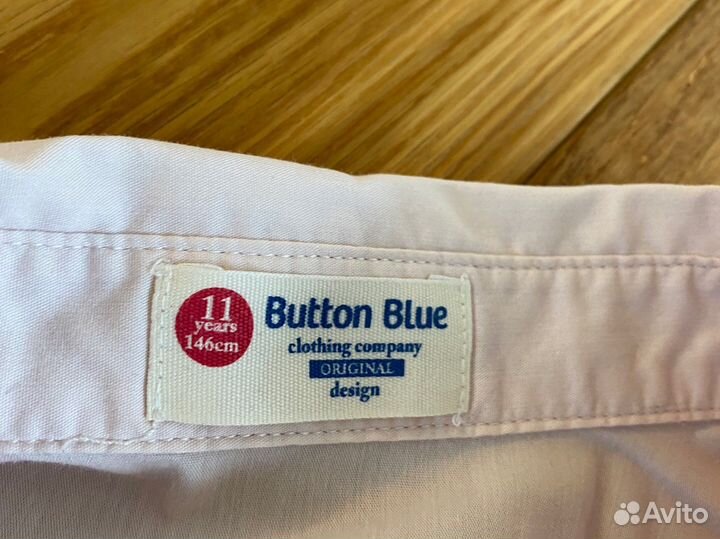 11
years
146cm
Button Blue
clothing company
ORIGINAL
design
Avito